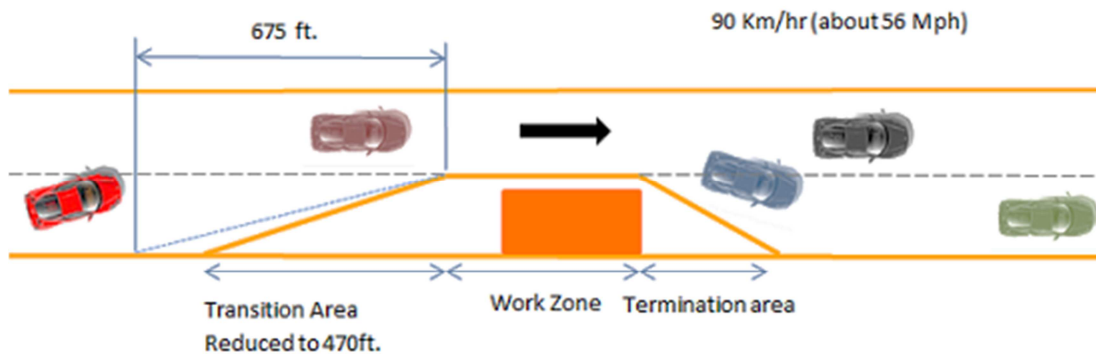 675 ft.
90 Km/hr (about 56 Mph)
Transition Area
Reduced to 470ft.
Work Zone
Termination area